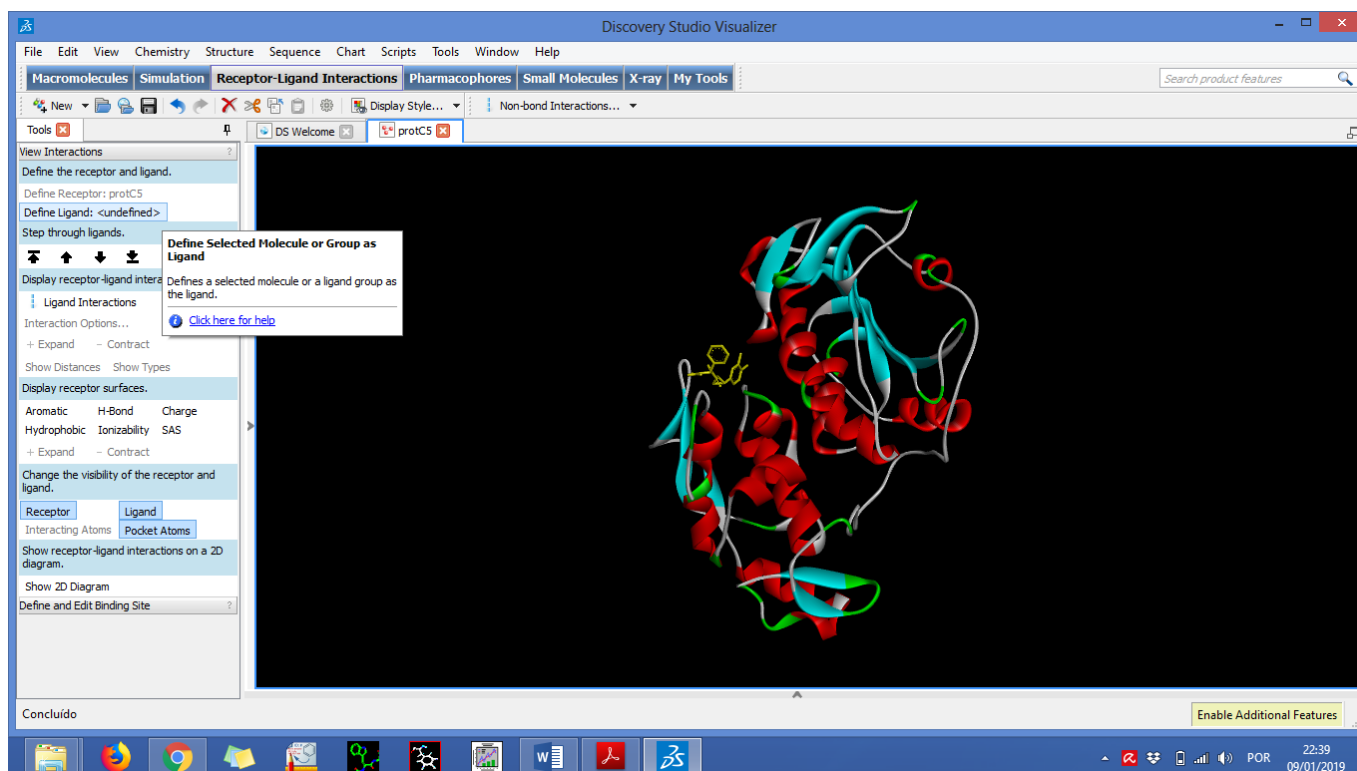 Discovery Studio Visualizer
File Edit View Chemistry Structure Sequence Chart Scripts Tools Window Help
Macromolecules Simulation Receptor-Ligand Interactions Pharmacophores Small Molecules X-ray My Tools Search product features
New Display Style... Non-bond Interactions...
Tools DS Welcome protC5
View Interactions ?
Define the receptor and ligand.
Define Receptor: protC5
Define Ligand: <undefined>
Step through ligands.
Define Selected Molecule or Group as
Ligand
Defines a selected molecule or a ligand group as
the ligand.
Click here for help
Display receptor-ligand intera
Ligand Interactions
Interaction Options...
+ Expand - Contract
Show Distances Show Types
Display receptor surfaces.
Aromatic H-Bond Charge
Hydrophobic Ionizability SAS
+ Expand - Contract
Change the visibility of the receptor and
ligand.
Receptor Ligand
Interacting Atoms Pocket Atoms
Show receptor-ligand interactions on a 2D
diagram.
Show 2D Diagram
Define and Edit Binding Site ?
Concluído Enable Additional Features
POR 22:39
09/01/2019